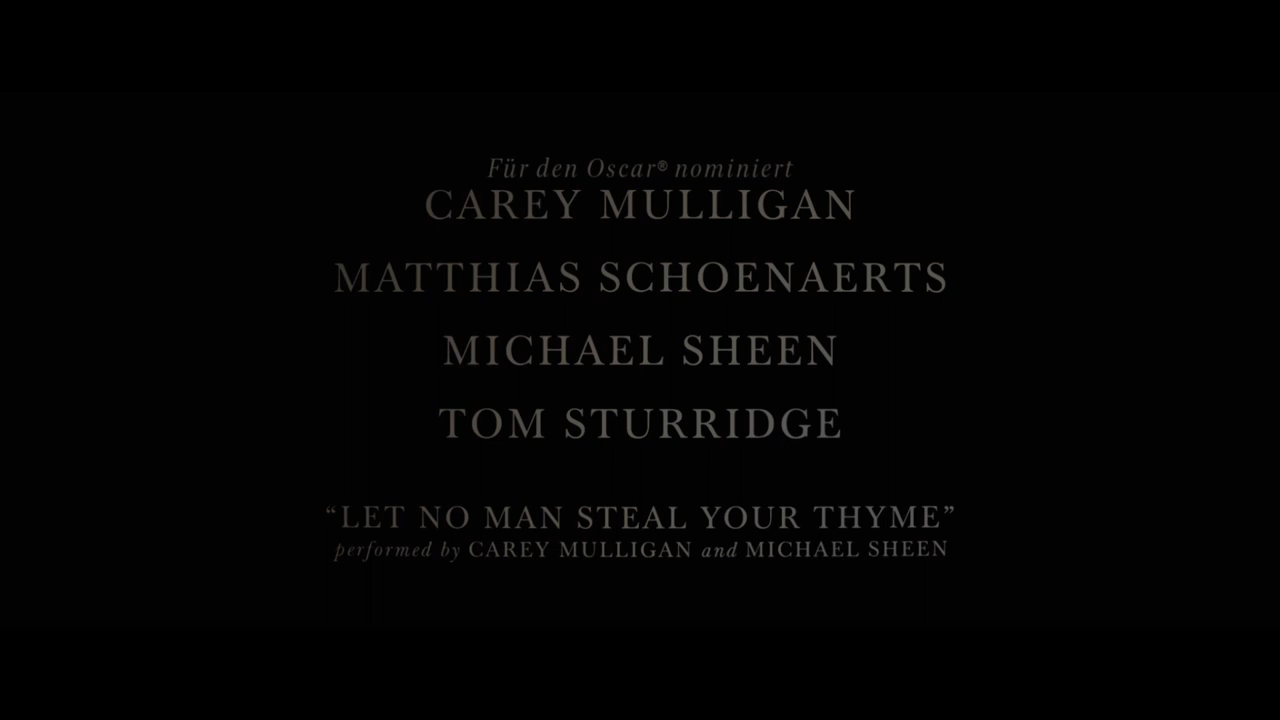 Für den Oscar® nominiert
CAREY MULLIGAN
MATTHIAS SCHOENAERTS
MICHAEL SHEEN
TOM STURRIDGE
“LET NO MAN STEAL YOUR THYME”
performed by CAREY MULLIGAN and MICHAEL SHEEN